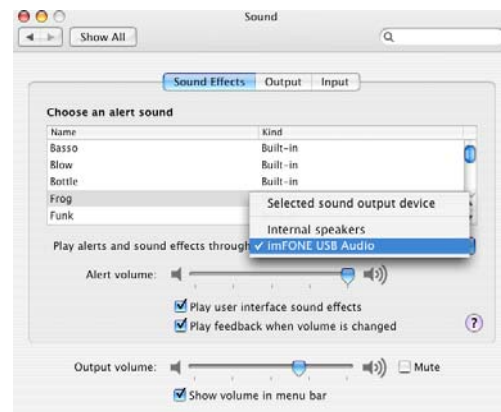 Sound
Show All
Sound Effects Output Input
Choose an alert sound
Name Kind
Basso Built-in
Blow Built-in
Bottle Built-in
Frog
Funk
Selected sound output device
Internal speakers
Play alerts and sound effects through ✓ imFONE USB Audio
Alert volume:
Play user interface sound effects
Play feedback when volume is changed
?
Output volume: Mute
Show volume in menu bar